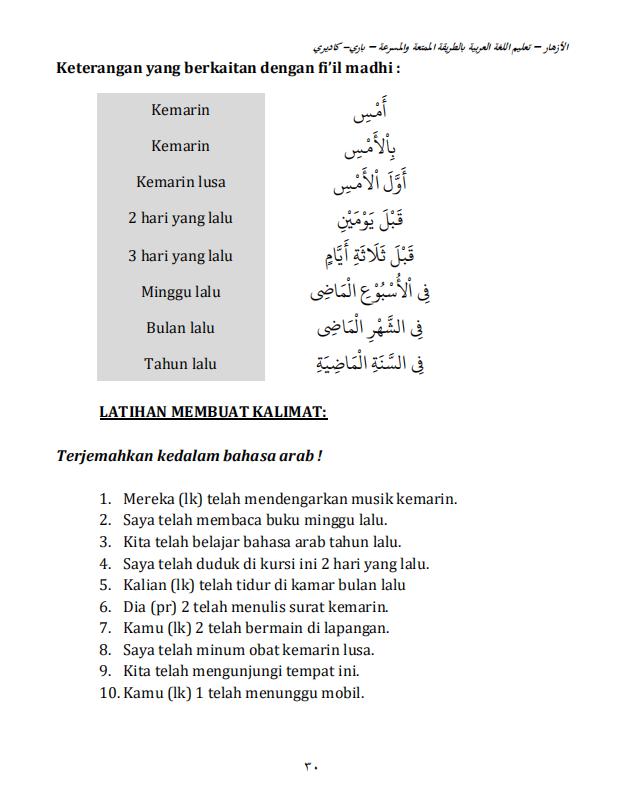 الأزهار – تعليم اللغة العربية بالطريقة الممتعة والمسرعة – باري– كاديري
Keterangan yang berkaitan dengan fi'il madhi :
Kemarin أَمْسِ
Kemarin بِاْلأَمْسِ
Kemarin lusa أَوَّلَ اْلأَمْسِ
2 hari yang lalu قَبْلَ يَوْمَيْنِ
3 hari yang lalu قَبْلَ ثَلَاثَةِ أَيَّامٍ
Minggu lalu فِى اْلأُسْبُوْعِ الْمَاضِى
Bulan lalu فِى الشَّهْرِ الْمَاضِى
Tahun lalu فِى السَّنَةِ الْمَاضِيَةِ
LATIHAN MEMBUAT KALIMAT:
Terjemahkan kedalam bahasa arab !
1. Mereka (lk) telah mendengarkan musik kemarin.
2. Saya telah membaca buku minggu lalu.
3. Kita telah belajar bahasa arab tahun lalu.
4. Saya telah duduk di kursi ini 2 hari yang lalu.
5. Kalian (lk) telah tidur di kamar bulan lalu
6. Dia (pr) 2 telah menulis surat kemarin.
7. Kamu (lk) 2 telah bermain di lapangan.
8. Saya telah minum obat kemarin lusa.
9. Kita telah mengunjungi tempat ini.
10. Kamu (lk) 1 telah menunggu mobil.
٣٠